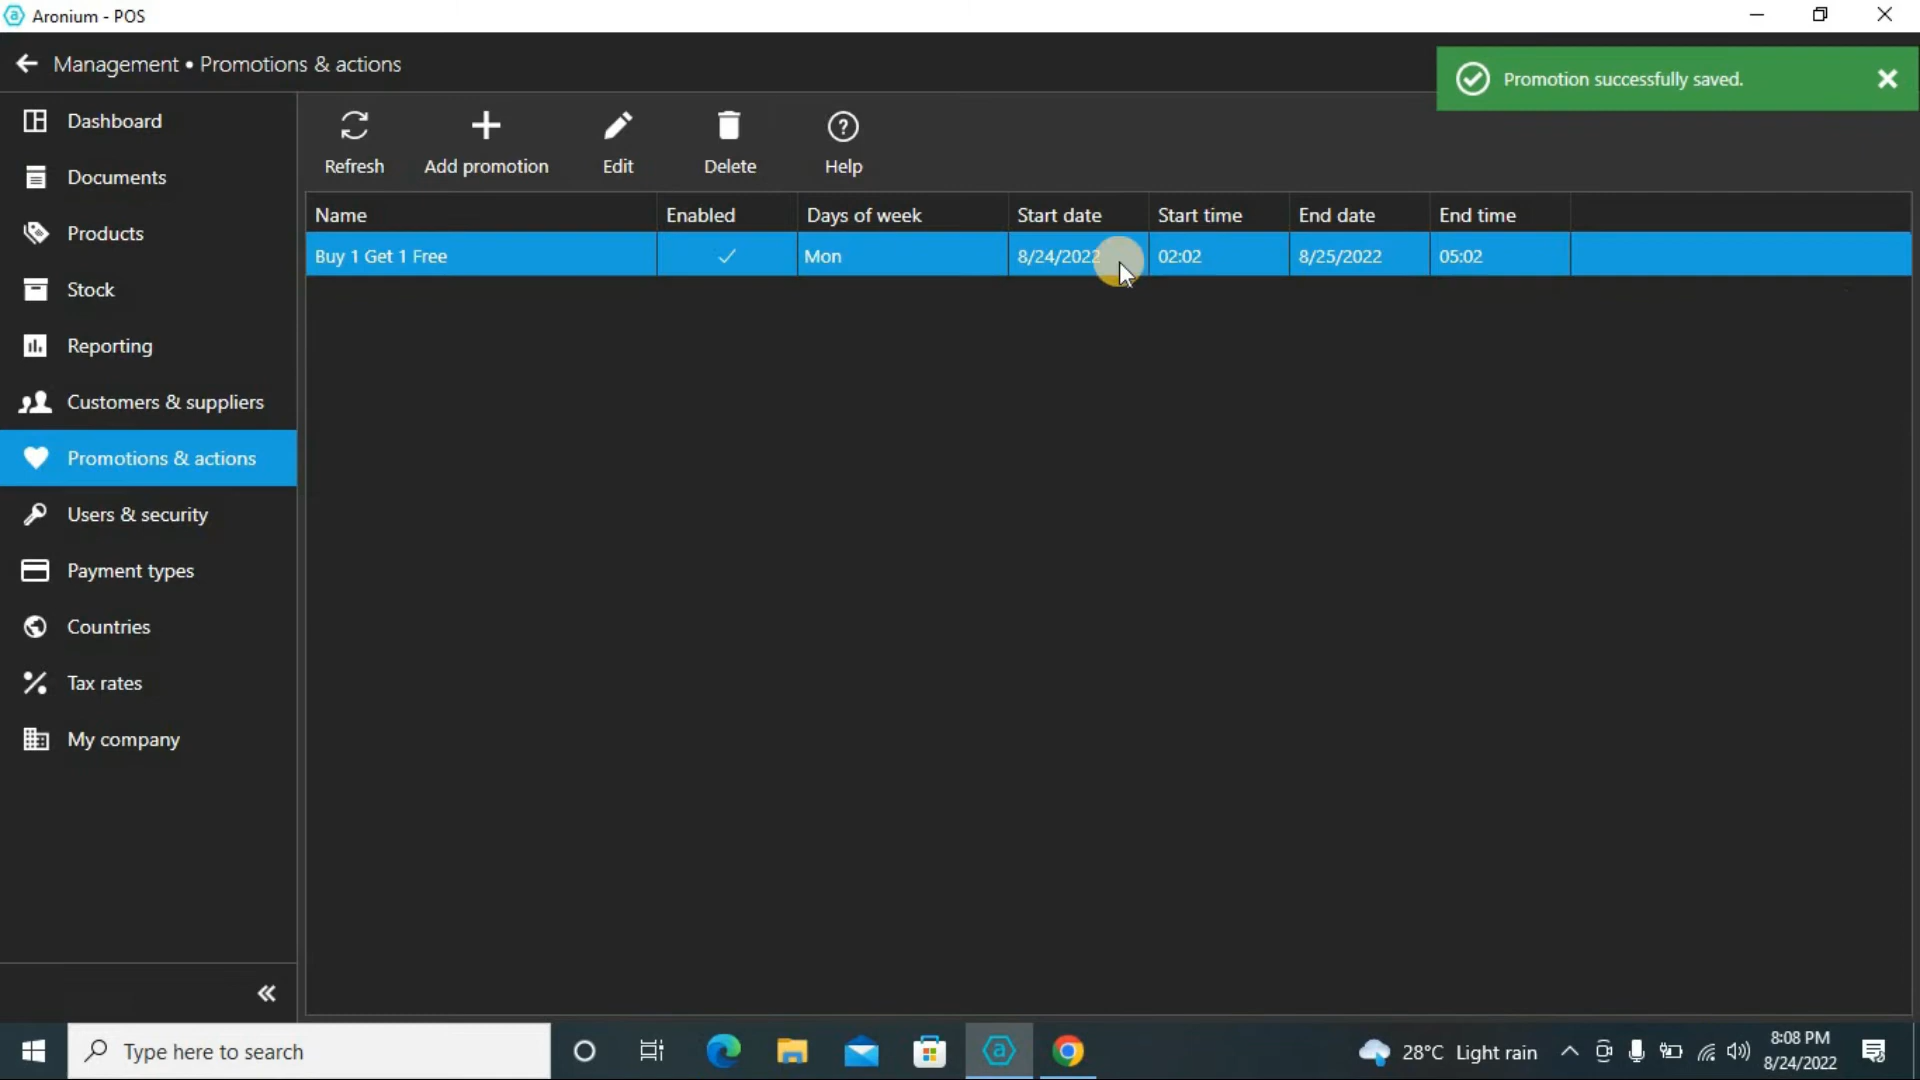 Aronium - POS
Management • Promotions & actions
Promotion successfully saved.
Dashboard
Documents
Products
Stock
Reporting
Customers & suppliers
Promotions & actions
Users & security
Payment types
Countries
Tax rates
My company
Refresh
Add promotion
Edit
Delete
Help
Name Enabled Days of week Start date Start time End date End time
Buy 1 Get 1 Free Mon 8/24/2022 02:02 8/25/2022 05:02
Type here to search
28°C Light rain
8:08 PM
8/24/2022